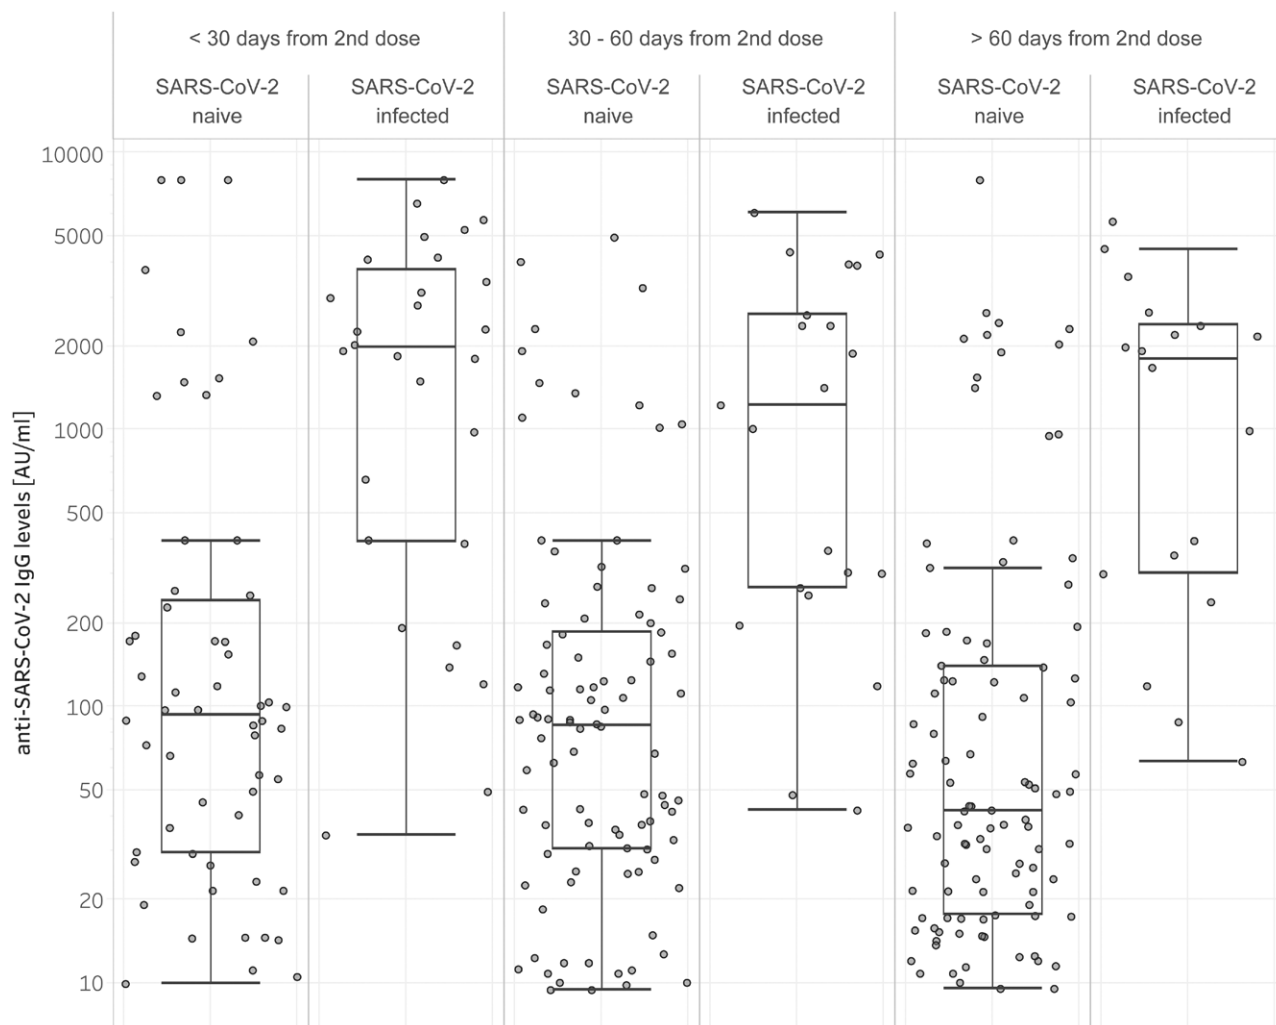 < 30 days from 2nd dose
30 - 60 days from 2nd dose
> 60 days from 2nd dose
SARS-CoV-2
naive
SARS-CoV-2
infected
SARS-CoV-2
naive
SARS-CoV-2
infected
SARS-CoV-2
naive
SARS-CoV-2
infected
anti-SARS-CoV-2 IgG levels [AU/ml]
10000
5000
2000
1000
500
200
100
50
20
10